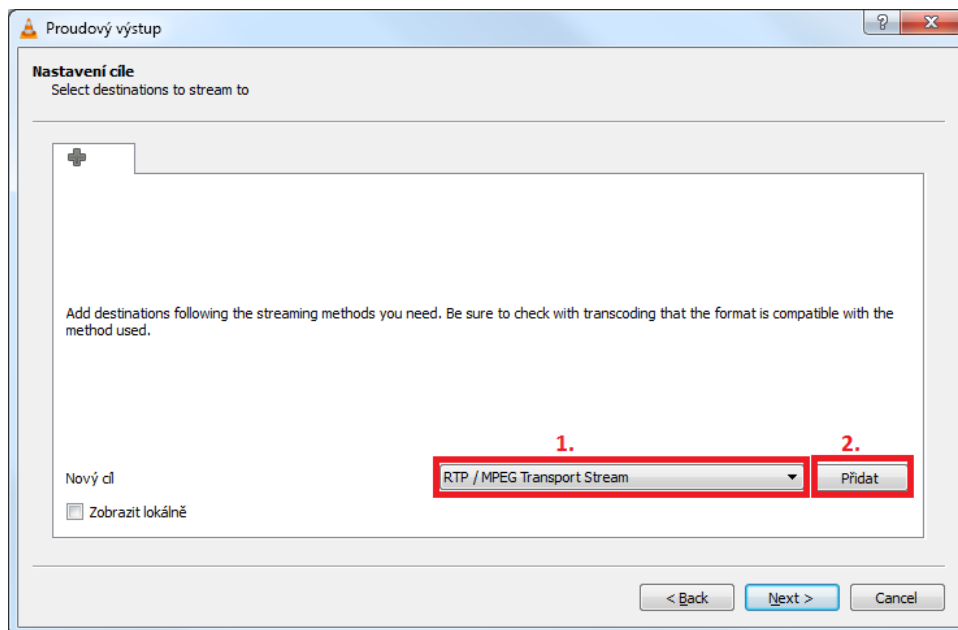 Proudový výstup
Nastavení cíle
Select destinations to stream to
Add destinations following the streaming methods you need. Be sure to check with transcoding that the format is compatible with the
method used.
1.
2.
Nový cíl
RTP / MPEG Transport Stream
Přidat
Zobrazit lokálně
< Back
Next >
Cancel